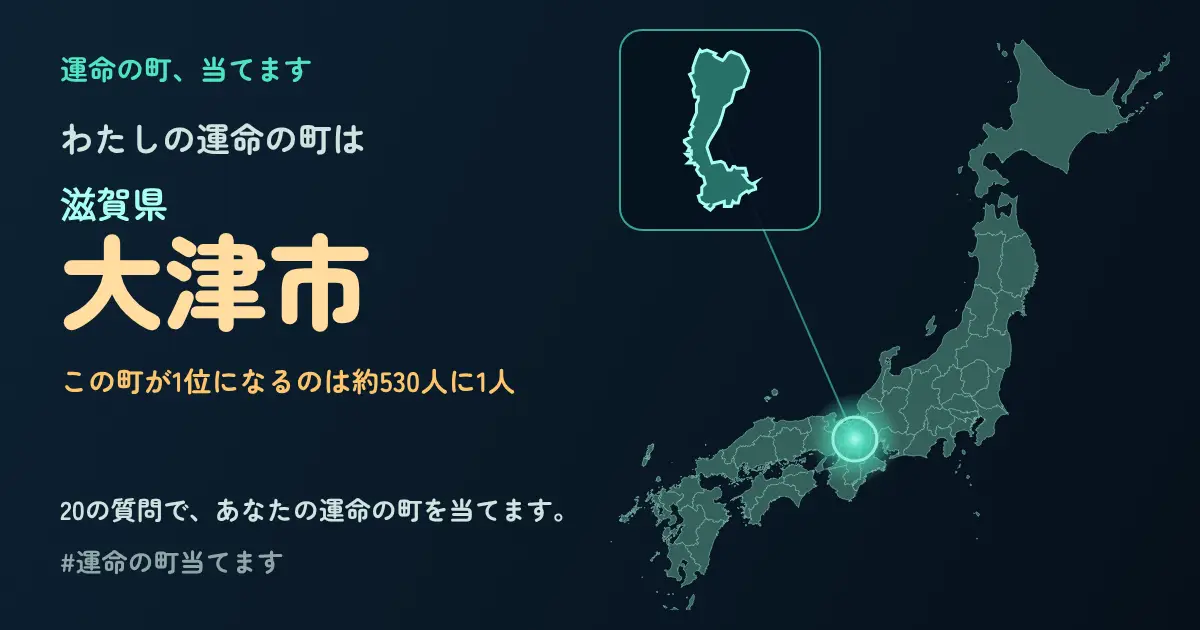 運命の町、当てます
わたしの運命の町は
滋賀県
大津市
この町が1位になるのは約530人に1人
20の質問で、あなたの運命の町を当てます。
#運命の町当てます